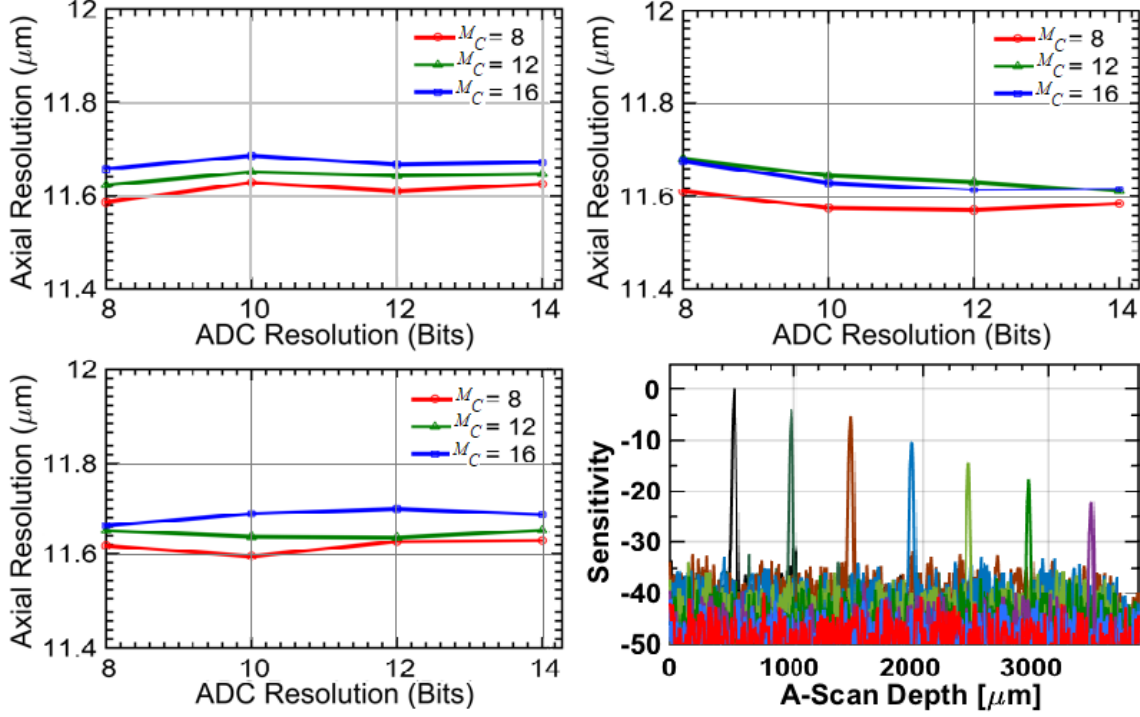 12
11.8
11.6
11.4
8 10 12 14
Axial Resolution (μm)
ADC Resolution (Bits)
M_C = 8
M_C = 12
M_C = 16
12
11.8
11.6
11.4
8 10 12 14
Axial Resolution (μm)
ADC Resolution (Bits)
M_C = 8
M_C = 12
M_C = 16
12
11.8
11.6
11.4
8 10 12 14
Axial Resolution (μm)
ADC Resolution (Bits)
M_C = 8
M_C = 12
M_C = 16
0
-10
-20
-30
-40
-50
0 1000 2000 3000
Sensitivity
A-Scan Depth [μm]